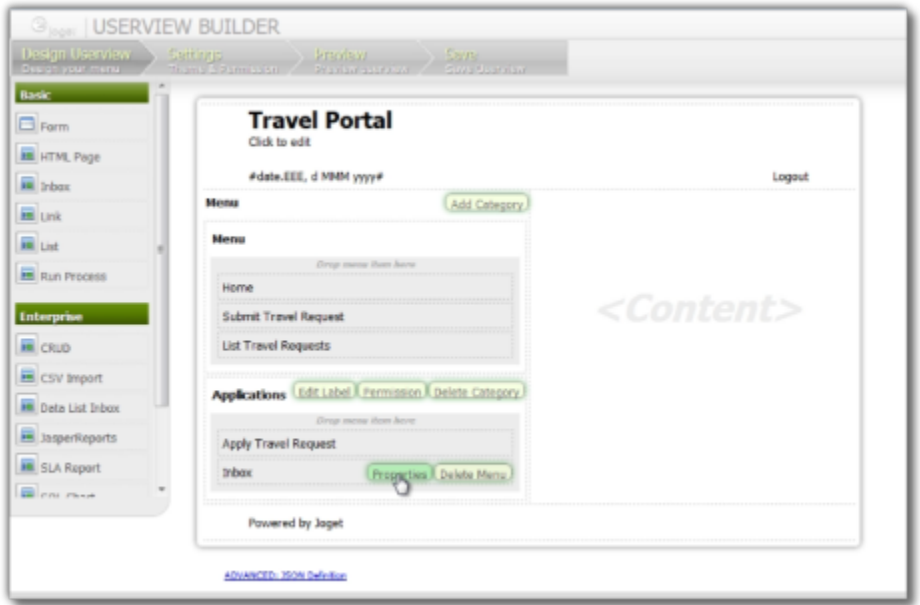 joget | USERVIEW BUILDER
Design Userview
Design your menu
Settings
Theme & Permission
Preview
Preview userview
Save
Save Userview
Basic
Form
HTML Page
Inbox
Link
List
Run Process
Enterprise
CRUD
CSV Import
Data List Inbox
JasperReports
SLA Report
SQL Chart
Travel Portal
Click to edit
#date.EEE, d MMM yyyy#
Logout
Menu
Add Category
Menu
Drop menu item here
Home
Submit Travel Request
List Travel Requests
Applications
Edit Label
Permission
Delete Category
Drop menu item here
Apply Travel Request
Inbox
Properties
Delete Menu
<Content>
Powered by Joget
ADVANCED: JSON Definition